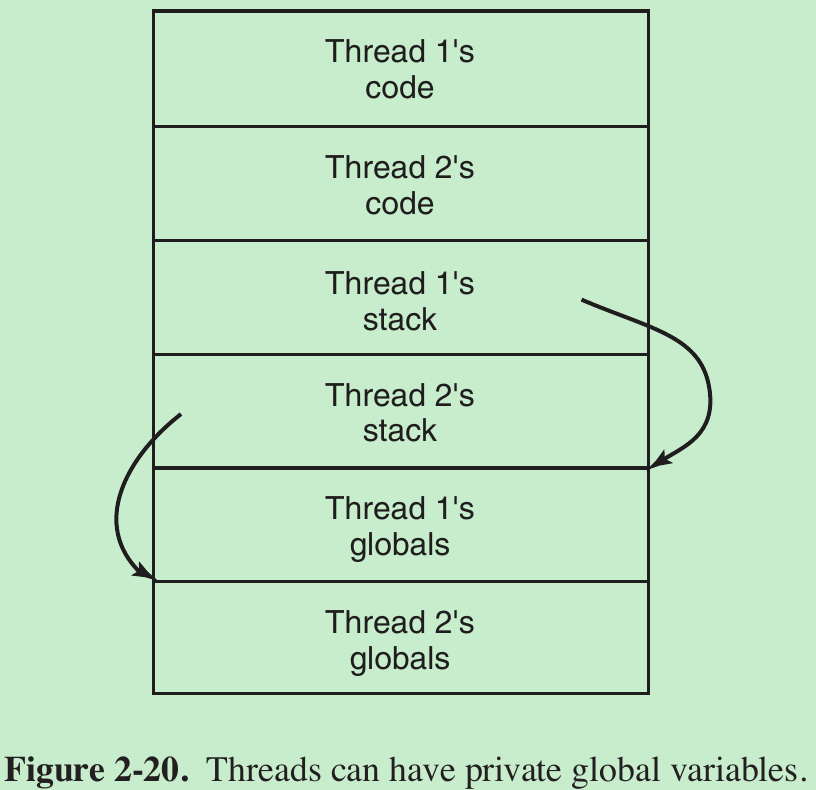 Thread 1's
code
Thread 2's
code
Thread 1's
stack
Thread 2's
stack
Thread 1's
globals
Thread 2's
globals
Figure 2-20. Threads can have private global variables.